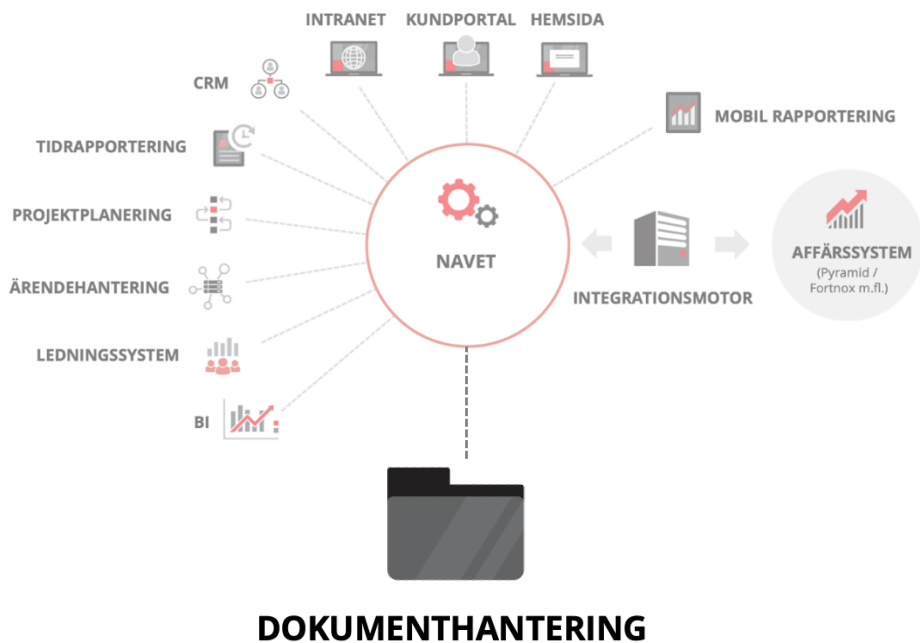 INTRANET
KUNDPORTAL
HEMSIDA
CRM
MOBIL RAPPORTERING
TIDRAPPORTERING
PROJEKTPLANERING
NAVET
AFFÄRSSYSTEM
(Pyramid /
Fortnox m.fl.)
ÄRENDEHANTERING
INTEGRATIONSMOTOR
LEDNINGSSYSTEM
BI
DOKUMENTHANTERING